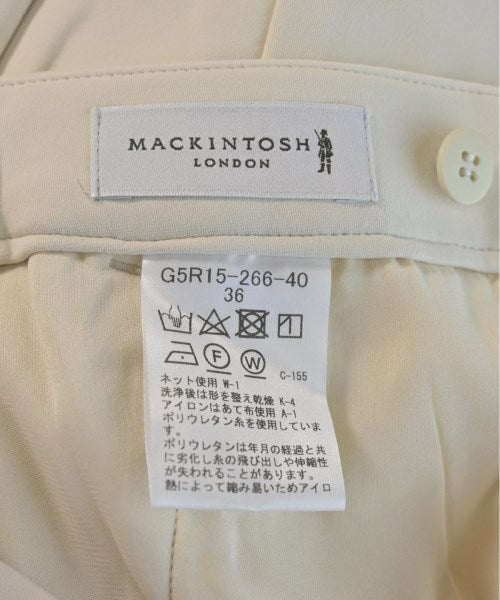 MACKINTOSH
LONDON
G5R15-266-40
36
C-155
ネット使用 W-1
洗浄後は形を整え乾燥 K-4
アイロンはあて布使用 A-1
ポリウレタン糸を使用していま
す。
ポリウレタンは年月の経過と共
に劣化し糸の飛び出しや伸縮性
が失われることがあります。
熱によって縮み易いためアイロ